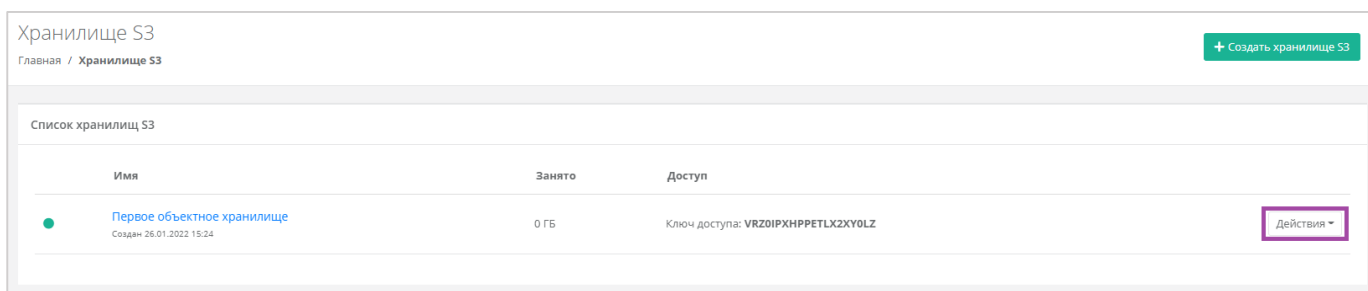 Хранилище S3
Главная / Хранилище S3
+ Создать хранилище S3
Список хранилищ S3
Имя Занято Доступ
Первое объектное хранилище 0 ГБ Ключ доступа: VRZ0IPXHPPETLX2XY0LZ Действия
Создан 26.01.2022 15:24